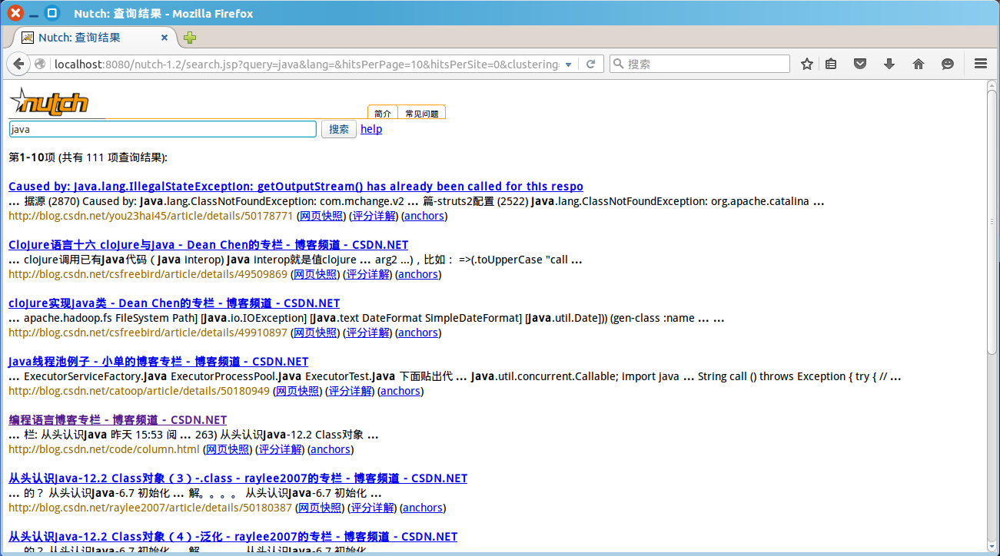 Nutch: 查询结果 - Mozilla Firefox
Nutch: 查询结果
localhost:8080/nutch-1.2/search.jsp?query=java&lang=&hitsPerPage=10&hitsPerSite=0&clustering
搜索
nutch
简介 常见问题
java 搜索 help
第1-10项 (共有 111 项查询结果):
Caused by: java.lang.IllegalStateException: getOutputStream() has already been called for this respo
... 据源 (2870) Caused by: java.lang.ClassNotFoundException: com.mchange.v2 ... 篇-struts2配置 (2522) java.lang.ClassNotFoundException: org.apache.catalina ...
http://blog.csdn.net/you23hai45/article/details/50178771 (网页快照) (评分详解) (anchors)
Clojure语言十六 clojure与java - Dean Chen的专栏 - 博客频道 - CSDN.NET
... clojure调用已有Java代码（Java interop) Java interop就是值clojure ... arg2 ...)，比如： =>(.toUpperCase "call ...
http://blog.csdn.net/csfreebird/article/details/49509869 (网页快照) (评分详解) (anchors)
clojure实现Java类 - Dean Chen的专栏 - 博客频道 - CSDN.NET
... apache.hadoop.fs FileSystem Path] [java.io.IOException] [java.text DateFormat SimpleDateFormat] [java.util.Date])) (gen-class :name ... ...
http://blog.csdn.net/csfreebird/article/details/49910897 (网页快照) (评分详解) (anchors)
Java线程池例子 - 小单的博客专栏 - 博客频道 - CSDN.NET
... ExecutorServiceFactory.java ExecutorProcessPool.java ExecutorTest.java 下面贴出代 ... java.util.concurrent.Callable; import java ... String call () throws Exception { try { // ...
http://blog.csdn.net/catoop/article/details/50180949 (网页快照) (评分详解) (anchors)
编程语言博客专栏 - 博客频道 - CSDN.NET
... 栏: 从头认识java 昨天 15:53 阅 ... 263) 从头认识java-12.2 Class对象 ...
http://blog.csdn.net/code/column.html (网页快照) (评分详解) (anchors)
从头认识java-12.2 Class对象（3）-.class - raylee2007的专栏 - 博客频道 - CSDN.NET
... 的？ 从头认识java-6.7 初始化 ... 解。。。。 从头认识java-6.7 初始化 ...
http://blog.csdn.net/raylee2007/article/details/50180387 (网页快照) (评分详解) (anchors)
从头认识java-12.2 Class对象（4）-泛化 - raylee2007的专栏 - 博客频道 - CSDN.NET
... 的？ 从头认识java-6.7 初始化 ... 解。。。。 从头认识java-6.7 初始化 ...